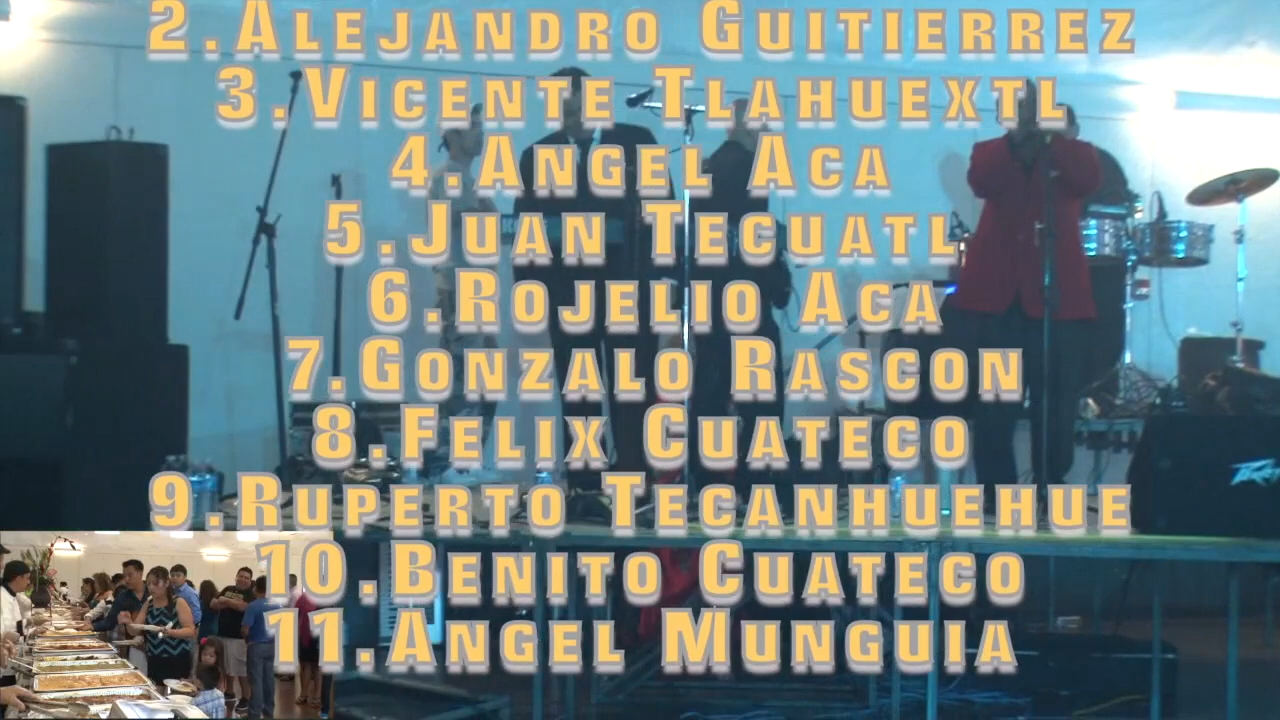 2.Alejandro Guitierrez
3.Vicente Tlahuextl
4.Angel Aca
5.Juan Tecuatl
6.Rojelio Aca
7.Gonzalo Rascon
8.Felix Cuateco
9.Ruperto Tecanhuehue
10.Benito Cuateco
11.Angel Munguia